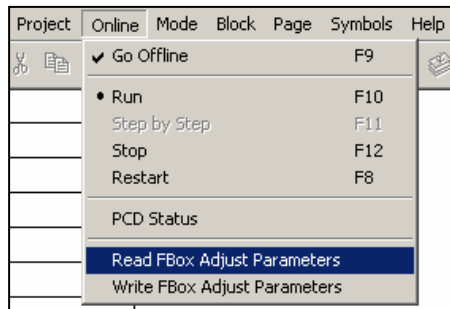 Project Online Mode Block Page Symbols Help
Go Offline F9
Run F10
Step by Step F11
Stop F12
Restart F8
PCD Status
Read FBox Adjust Parameters
Write FBox Adjust Parameters